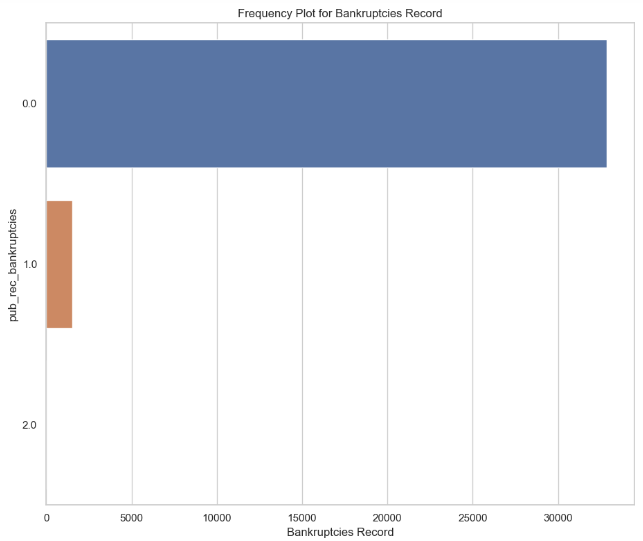 Frequency Plot for Bankruptcies Record
0.0
1.0
2.0
pub_rec_bankruptcies
0 5000 10000 15000 20000 25000 30000
Bankruptcies Record